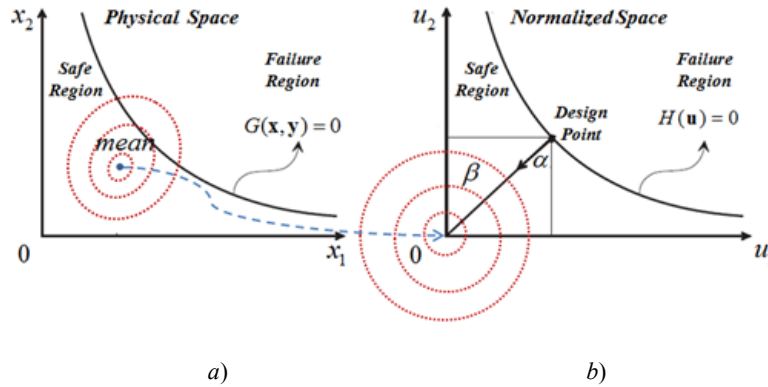 x₂
Physical Space
Safe
Region
Failure
Region
G(x, y) = 0
mean
0
x₁
a)
u₂
Normalized Space
Safe
Region
Failure
Region
Design
Point
H(u) = 0
β
α
0
u
b)